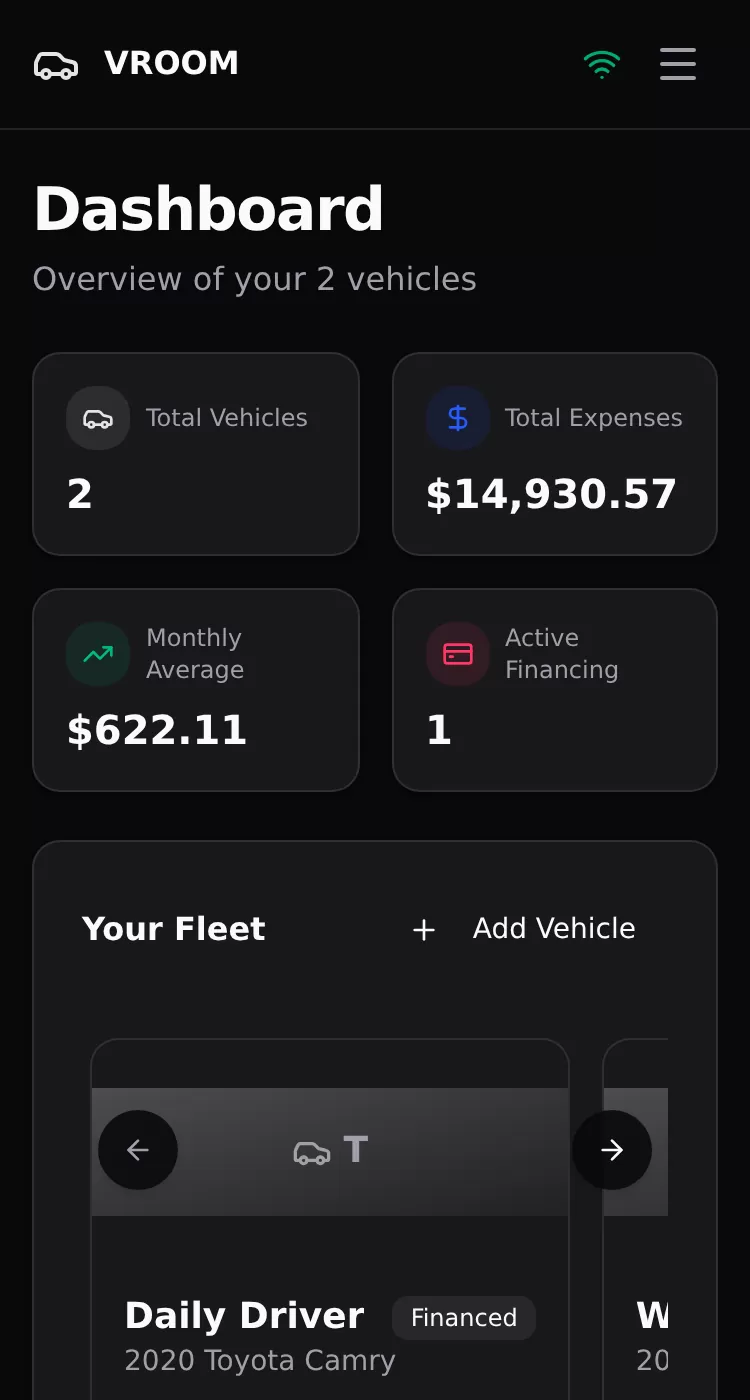 VROOM
Dashboard
Overview of your 2 vehicles
Total Vehicles
2
Total Expenses
$14,930.57
Monthly
Average
$622.11
Active
Financing
1
Your Fleet
Add Vehicle
T
Daily Driver
Financed
2020 Toyota Camry
W
20